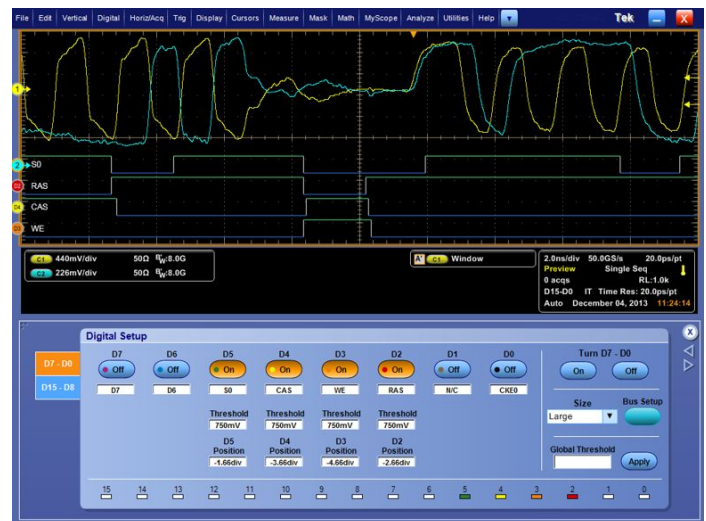 File Edit Vertical Digital Horiz/Acq Trig Display Cursors Measure Mask Math MyScope Analyze Utilities Help Tek X
1
2 S0
D2 RAS
D4 CAS
D3 WE
C1 440mV/div 50Ω BW:8.0G
C2 226mV/div 50Ω BW:8.0G
A' C1 Window
2.0ns/div 50.0GS/s 20.0ps/pt
Preview Single Seq
0 acqs RL:1.0k
D15-D0 IT Time Res: 20.0ps/pt
Auto December 04, 2013 11:24:14
Digital Setup
X
D7 - D0
D15 - D8
D7 D6 D5 D4 D3 D2 D1 D0
Off Off On On On On Off Off
D7 D6 S0 CAS WE RAS N/C CKE0
Threshold Threshold Threshold Threshold
750mV 750mV 750mV 750mV
D5 Position D4 Position D3 Position D2 Position
-1.66div -3.66div -4.66div -2.66div
Turn D7 - D0
On Off
Size Bus Setup
Large
Global Threshold
Apply
15 14 13 12 11 10 9 8 7 6 5 4 3 2 1 0